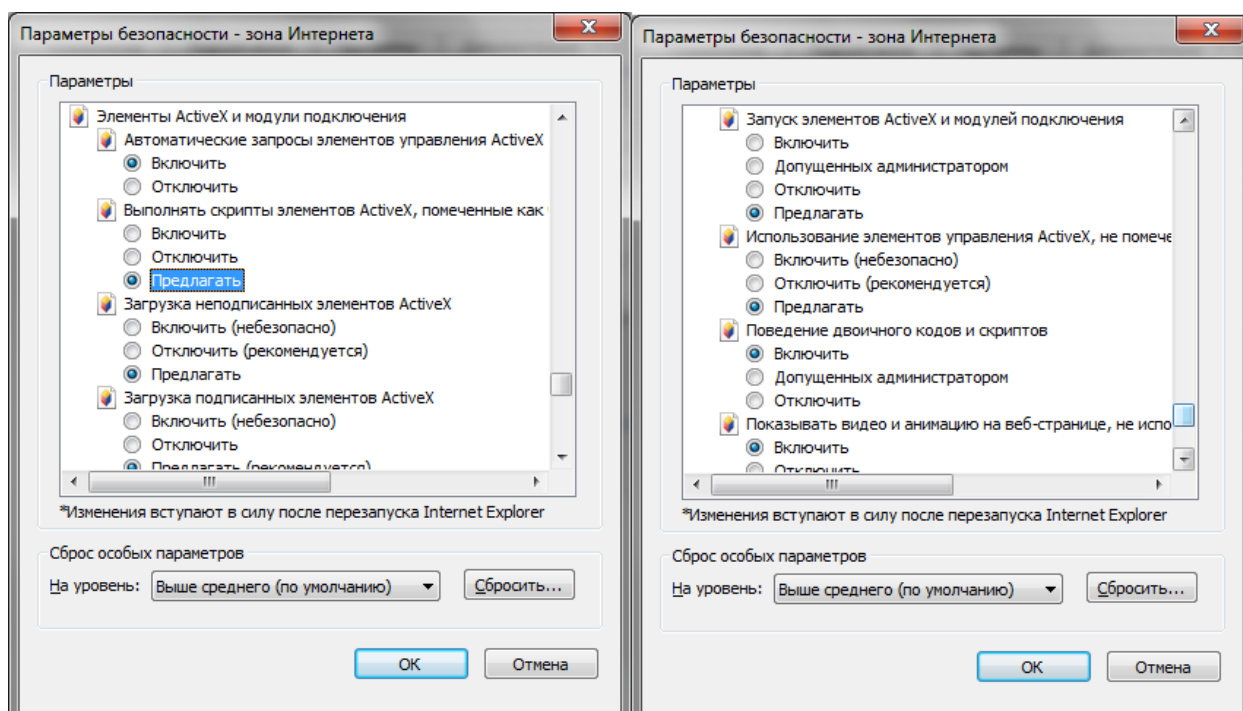 Параметры безопасности - зона Интернета
Параметры
Элементы ActiveX и модули подключения
Автоматические запросы элементов управления ActiveX
Включить
Отключить
Выполнять скрипты элементов ActiveX, помеченные как
Включить
Отключить
Предлагать
Загрузка неподписанных элементов ActiveX
Включить (небезопасно)
Отключить (рекомендуется)
Предлагать
Загрузка подписанных элементов ActiveX
Включить (небезопасно)
Отключить
Предлагать (рекомендуется)
*Изменения вступают в силу после перезапуска Internet Explorer
Сброс особых параметров
На уровень: Выше среднего (по умолчанию) Сбросить...
OK Отмена
Параметры безопасности - зона Интернета
Параметры
Запуск элементов ActiveX и модулей подключения
Включить
Допущенных администратором
Отключить
Предлагать
Использование элементов управления ActiveX, не помече
Включить (небезопасно)
Отключить (рекомендуется)
Предлагать
Поведение двоичного кодов и скриптов
Включить
Допущенных администратором
Отключить
Показывать видео и анимацию на веб-странице, не испо
Включить
Отключить
*Изменения вступают в силу после перезапуска Internet Explorer
Сброс особых параметров
На уровень: Выше среднего (по умолчанию) Сбросить...
OK Отмена